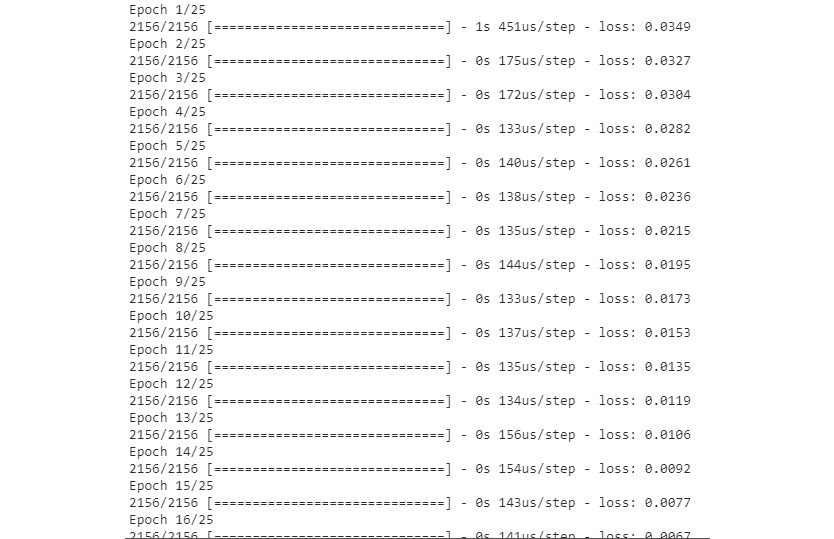 Epoch 1/25
2156/2156 [==============================] - 1s 451us/step - loss: 0.0349
Epoch 2/25
2156/2156 [==============================] - 0s 175us/step - loss: 0.0327
Epoch 3/25
2156/2156 [==============================] - 0s 172us/step - loss: 0.0304
Epoch 4/25
2156/2156 [==============================] - 0s 133us/step - loss: 0.0282
Epoch 5/25
2156/2156 [==============================] - 0s 140us/step - loss: 0.0261
Epoch 6/25
2156/2156 [==============================] - 0s 138us/step - loss: 0.0236
Epoch 7/25
2156/2156 [==============================] - 0s 135us/step - loss: 0.0215
Epoch 8/25
2156/2156 [==============================] - 0s 144us/step - loss: 0.0195
Epoch 9/25
2156/2156 [==============================] - 0s 133us/step - loss: 0.0173
Epoch 10/25
2156/2156 [==============================] - 0s 137us/step - loss: 0.0153
Epoch 11/25
2156/2156 [==============================] - 0s 135us/step - loss: 0.0135
Epoch 12/25
2156/2156 [==============================] - 0s 134us/step - loss: 0.0119
Epoch 13/25
2156/2156 [==============================] - 0s 156us/step - loss: 0.0106
Epoch 14/25
2156/2156 [==============================] - 0s 154us/step - loss: 0.0092
Epoch 15/25
2156/2156 [==============================] - 0s 143us/step - loss: 0.0077
Epoch 16/25
2156/2156 [==============================] - 0s 141us/step - loss: 0.0067